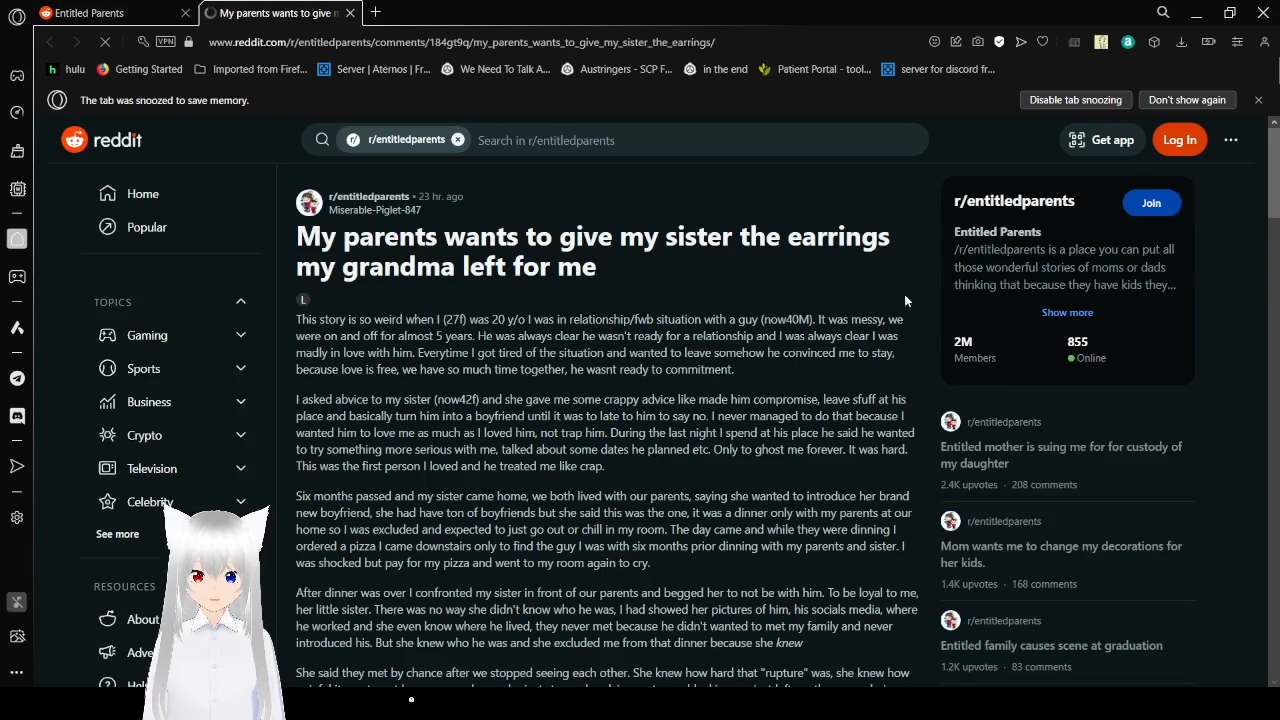 Entitled Parents
My parents wants to give m
VPN
www.reddit.com/r/entitledparents/comments/184gt9q/my_parents_wants_to_give_my_sister_the_earrings/
hulu
Getting Started
Imported from Firef...
Server | Aternos | Fr...
We Need To Talk A...
Austringers - SCP F...
in the end
Patient Portal - tool...
server for discord fr...
The tab was snoozed to save memory.
Disable tab snoozing
Don't show again
reddit
r/entitledparents
Search in r/entitledparents
Get app
Log In
Home
Popular
TOPICS
Gaming
Sports
Business
Crypto
Television
Celebrity
See more
RESOURCES
About
Adve
Hel
r/entitledparents • 23 hr. ago
Miserable-Piglet-847
My parents wants to give my sister the earrings
my grandma left for me
L
This story is so weird when I (27f) was 20 y/o I was in relationship/fwb situation with a guy (now40M). It was messy, we
were on and off for almost 5 years. He was always clear he wasn't ready for a relationship and I was always clear I was
madly in love with him. Everytime I got tired of the situation and wanted to leave somehow he convinced me to stay,
because love is free, we have so much time together, he wasnt ready to commitment.
I asked abvice to my sister (now42f) and she gave me some crappy advice like made him compromise, leave sfuff at his
place and basically turn him into a boyfriend until it was to late to him to say no. I never managed to do that because I
wanted him to love me as much as I loved him, not trap him. During the last night I spend at his place he said he wanted
to try something more serious with me, talked about some dates he planned etc. Only to ghost me forever. It was hard.
This was the first person I loved and he treated me like crap.
Six months passed and my sister came home, we both lived with our parents, saying she wanted to introduce her brand
new boyfriend, she had have ton of boyfriends but she said this was the one, it was a dinner only with my parents at our
home so I was excluded and expected to just go out or chill in my room. The day came and while they were dinning I
ordered a pizza I came downstairs only to find the guy I was with six months prior dinning with my parents and sister. I
was shocked but pay for my pizza and went to my room again to cry.
After dinner was over I confronted my sister in front of our parents and begged her to not be with him. To be loyal to me,
her little sister. There was no way she didn't know who he was, I had showed her pictures of him, his socials media, where
he worked and she even know where he lived, they never met because he didn't wanted to met my family and never
introduced his. But she knew who he was and she excluded me from that dinner because she knew
She said they met by chance after we stopped seeing each other. She knew how hard that "rupture" was, she knew how
r/entitledparents
Join
Entitled Parents
/r/entitledparents is a place you can put all
those wonderful stories of moms or dads
thinking that because they have kids they...
Show more
2M
Members
855
Online
r/entitledparents
Entitled mother is suing me for for custody of
my daughter
2.4K upvotes · 208 comments
r/entitledparents
Mom wants me to change my decorations for
her kids.
1.4K upvotes · 168 comments
r/entitledparents
Entitled family causes scene at graduation
1.2K upvotes · 83 comments